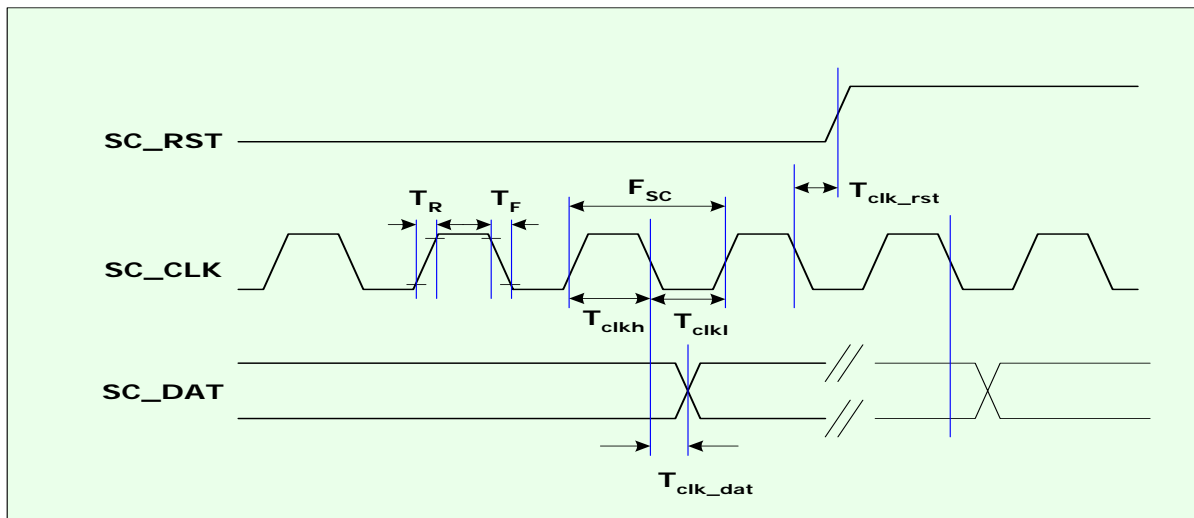 SC_RST
T_clk_rst
T_R
T_F
F_SC
SC_CLK
T_clkh
T_clkl
SC_DAT
T_clk_dat